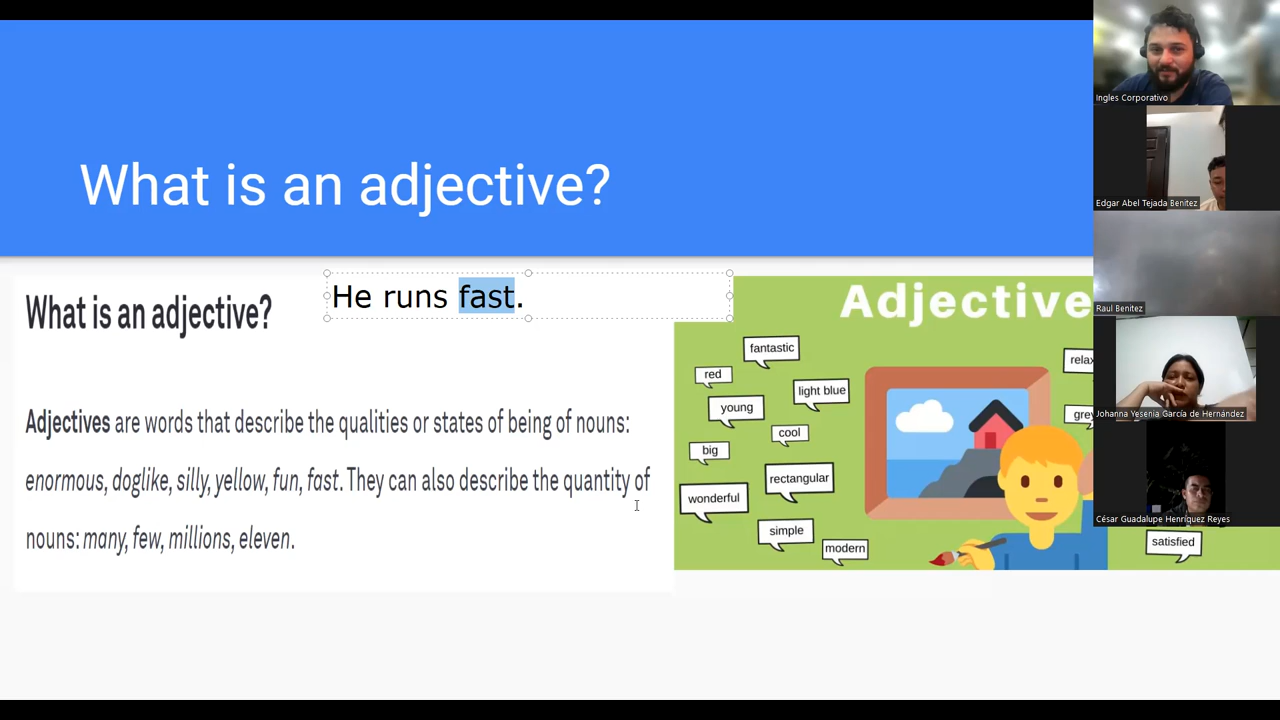 What is an adjective?
He runs fast.
What is an adjective?
Adjectives are words that describe the qualities or states of being of nouns:
enormous, doglike, silly, yellow, fun, fast. They can also describe the quantity of
nouns: many, few, millions, eleven.
Adjective
fantastic
red
light blue
young
cool
big
rectangular
wonderful
simple
modern
relax
grey
satisfied
Ingles Corporativo
Edgar Abel Tejada Benitez
Raul Benitez
Johanna Yesenia García de Hernández
César Guadalupe Henríquez Reyes